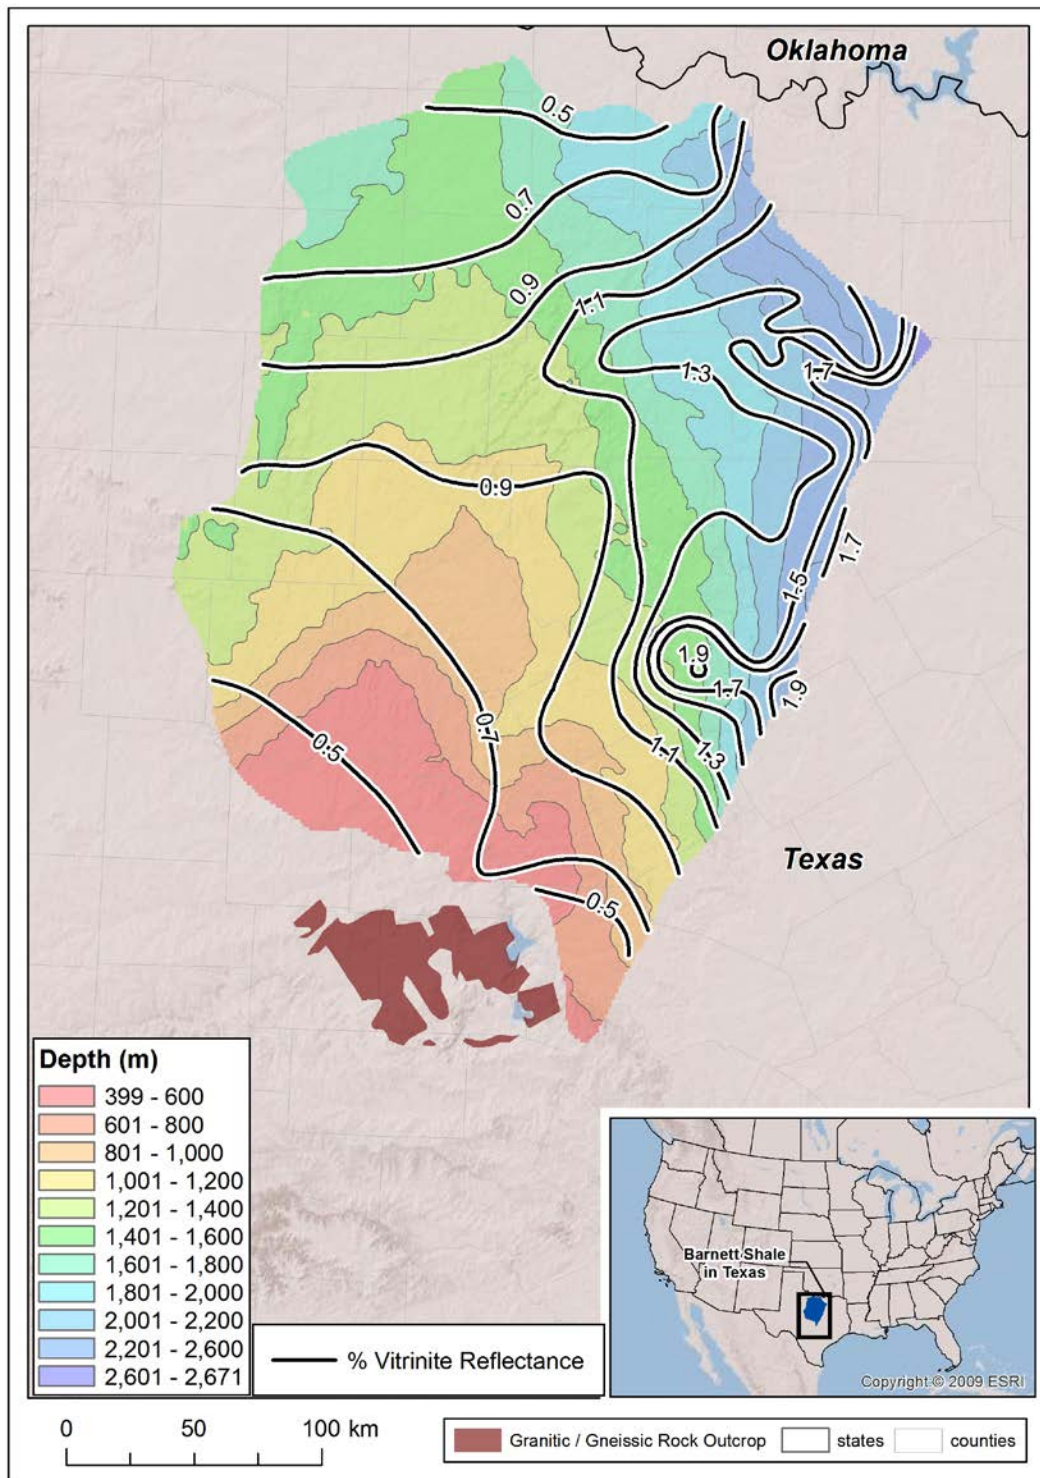 Oklahoma
0.5
0.7
0.9
1.1
1.3
1.7
0.9
1.7
1.5
1.9
1.7
1.9
0.7
0.5
1.1
1.3
Texas
0.5
Depth (m)
399 - 600
601 - 800
801 - 1,000
1,001 - 1,200
1,201 - 1,400
1,401 - 1,600
1,601 - 1,800
1,801 - 2,000
2,001 - 2,200
2,201 - 2,600
2,601 - 2,671
% Vitrinite Reflectance
Barnett Shale
in Texas
Copyright © 2009 ESRI
0 50 100 km
Granitic / Gneissic Rock Outcrop states counties